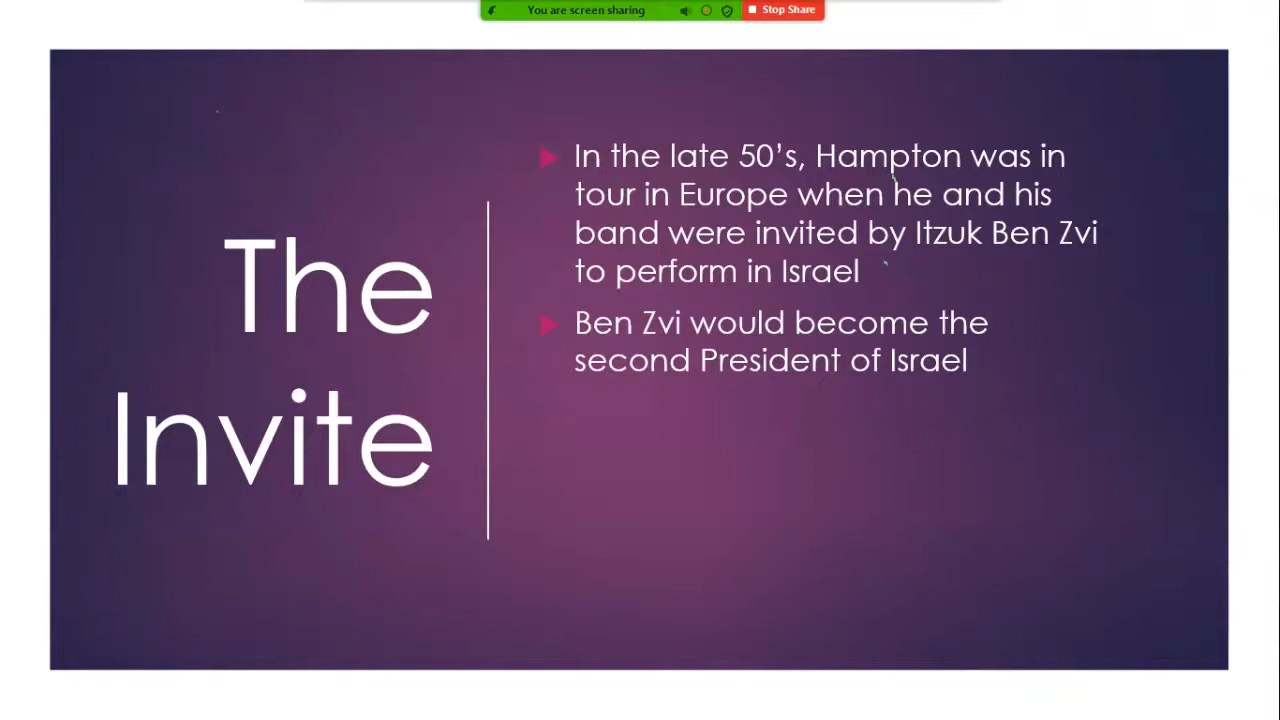 You are screen sharing
Stop Share
The
Invite
In the late 50's, Hampton was in
tour in Europe when he and his
band were invited by Itzuk Ben Zvi
to perform in Israel
Ben Zvi would become the
second President of Israel